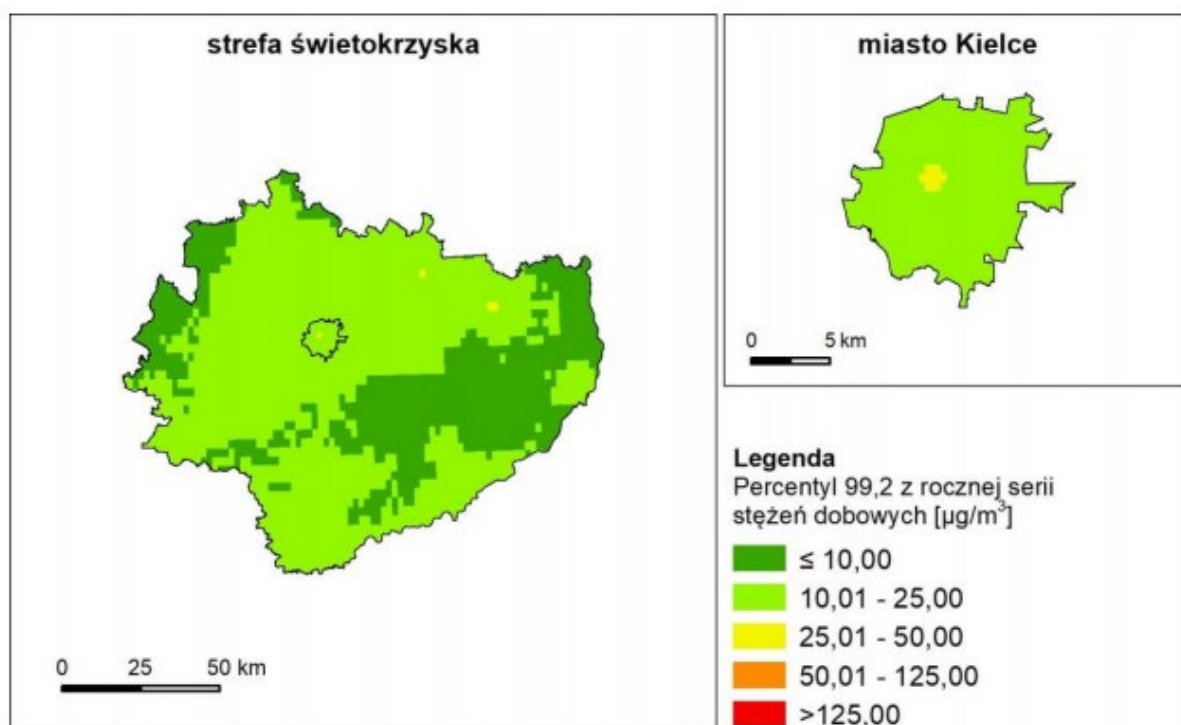 strefa świetokrzyska
0 25 50 km
miasto Kielce
0 5 km
Legenda
Percentyl 99,2 z rocznej serii
stężeń dobowych [µg/m³]
≤ 10,00
10,01 - 25,00
25,01 - 50,00
50,01 - 125,00
>125,00